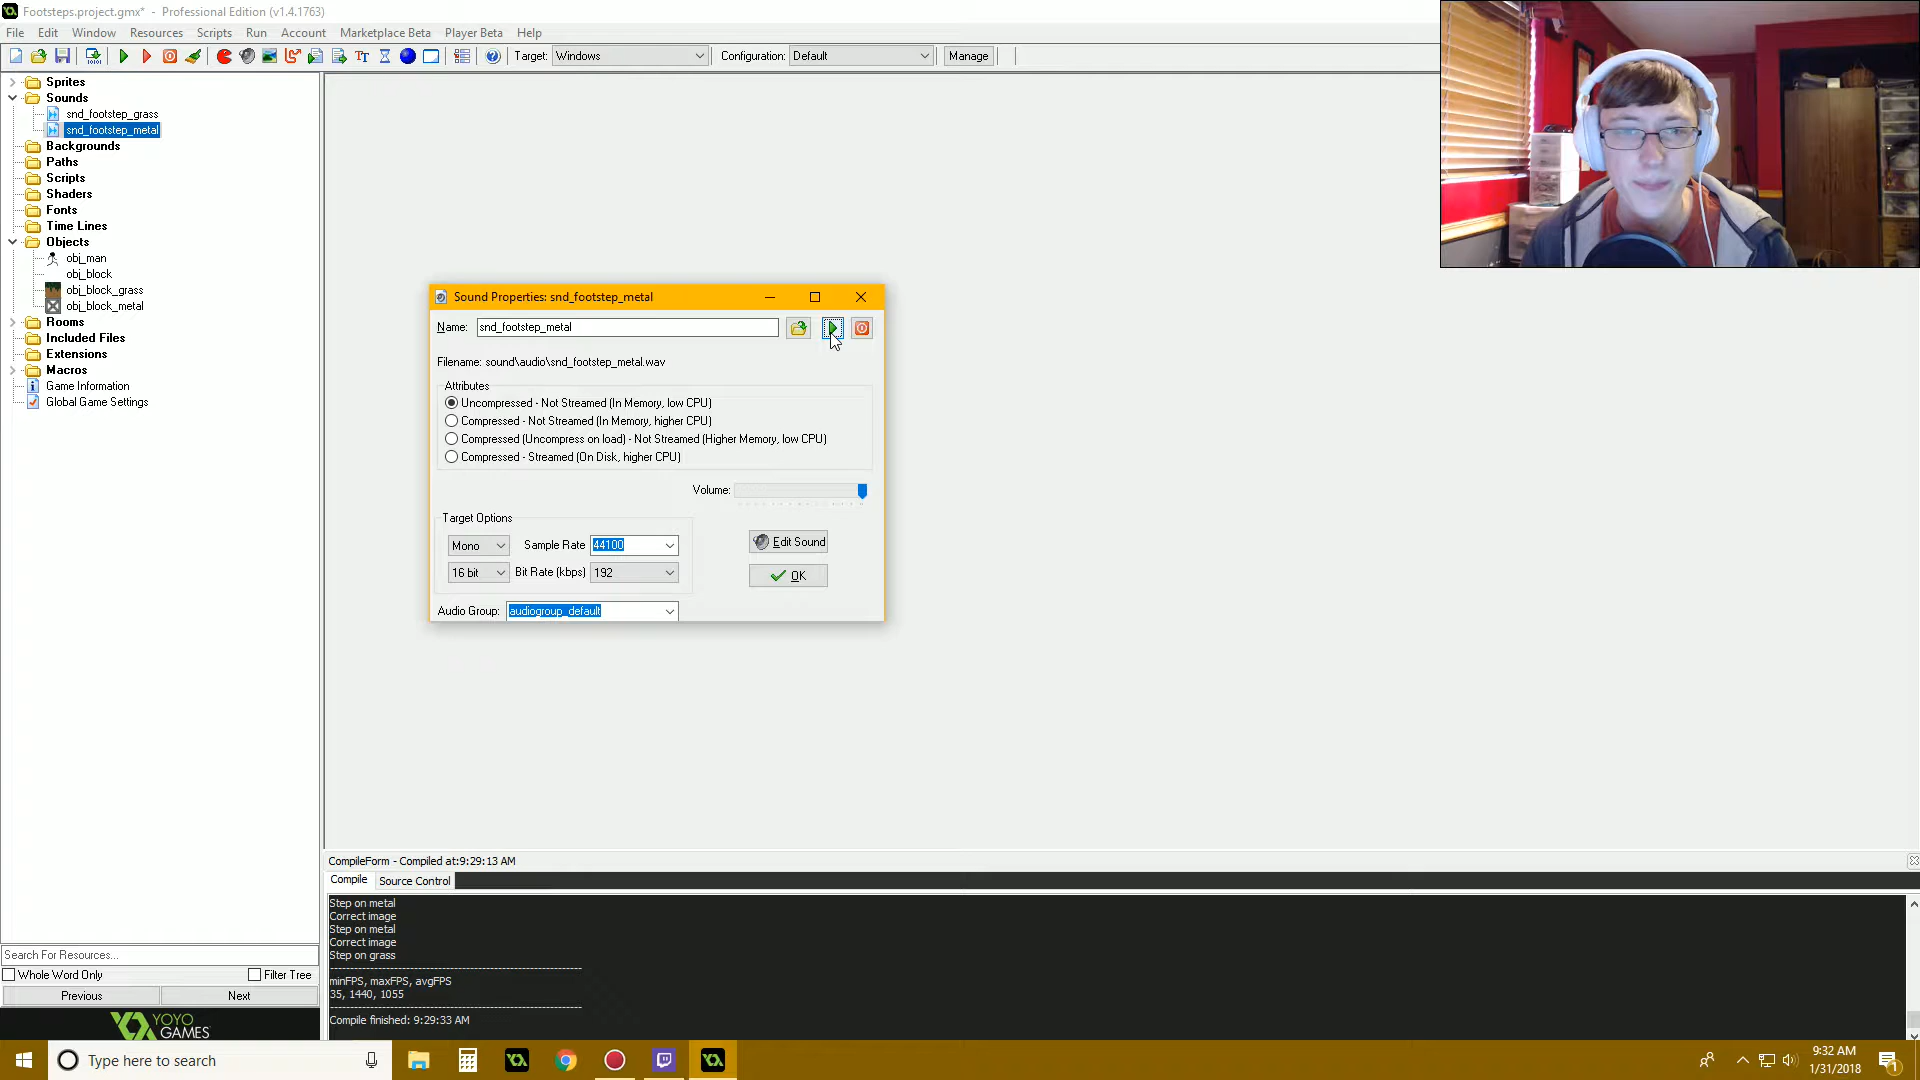 Footsteps.project.gmx* - Professional Edition (v1.4.1763)
File Edit Window Resources Scripts Run Account Marketplace Beta Player Beta Help
Target: Windows Configuration: Default Manage
Sprites
Sounds
snd_footstep_grass
snd_footstep_metal
Backgrounds
Paths
Scripts
Shaders
Fonts
Time Lines
Objects
obj_man
obj_block
obj_block_grass
obj_block_metal
Rooms
Included Files
Extensions
Macros
Game Information
Global Game Settings
Sound Properties: snd_footstep_metal
Name: snd_footstep_metal
Filename: sound\audio\snd_footstep_metal.wav
Attributes
Uncompressed - Not Streamed (In Memory, low CPU)
Compressed - Not Streamed (In Memory, higher CPU)
Compressed (Uncompress on load) - Not Streamed (Higher Memory, low CPU)
Compressed - Streamed (On Disk, higher CPU)
Volume:
Target Options
Mono Sample Rate 44100
Edit Sound
16 bit Bit Rate (kbps) 192
OK
Audio Group: audiogroup_default
CompileForm - Compiled at:9:29:13 AM
Compile Source Control
Step on metal
Correct image
Step on metal
Correct image
Step on grass
minFPS, maxFPS, avgFPS
35, 1440, 1055
Compile finished: 9:29:33 AM
Search For Resources...
Whole Word Only Filter Tree
Previous Next
YOYO
GAMES
Type here to search
9:32 AM
1/31/2018
1